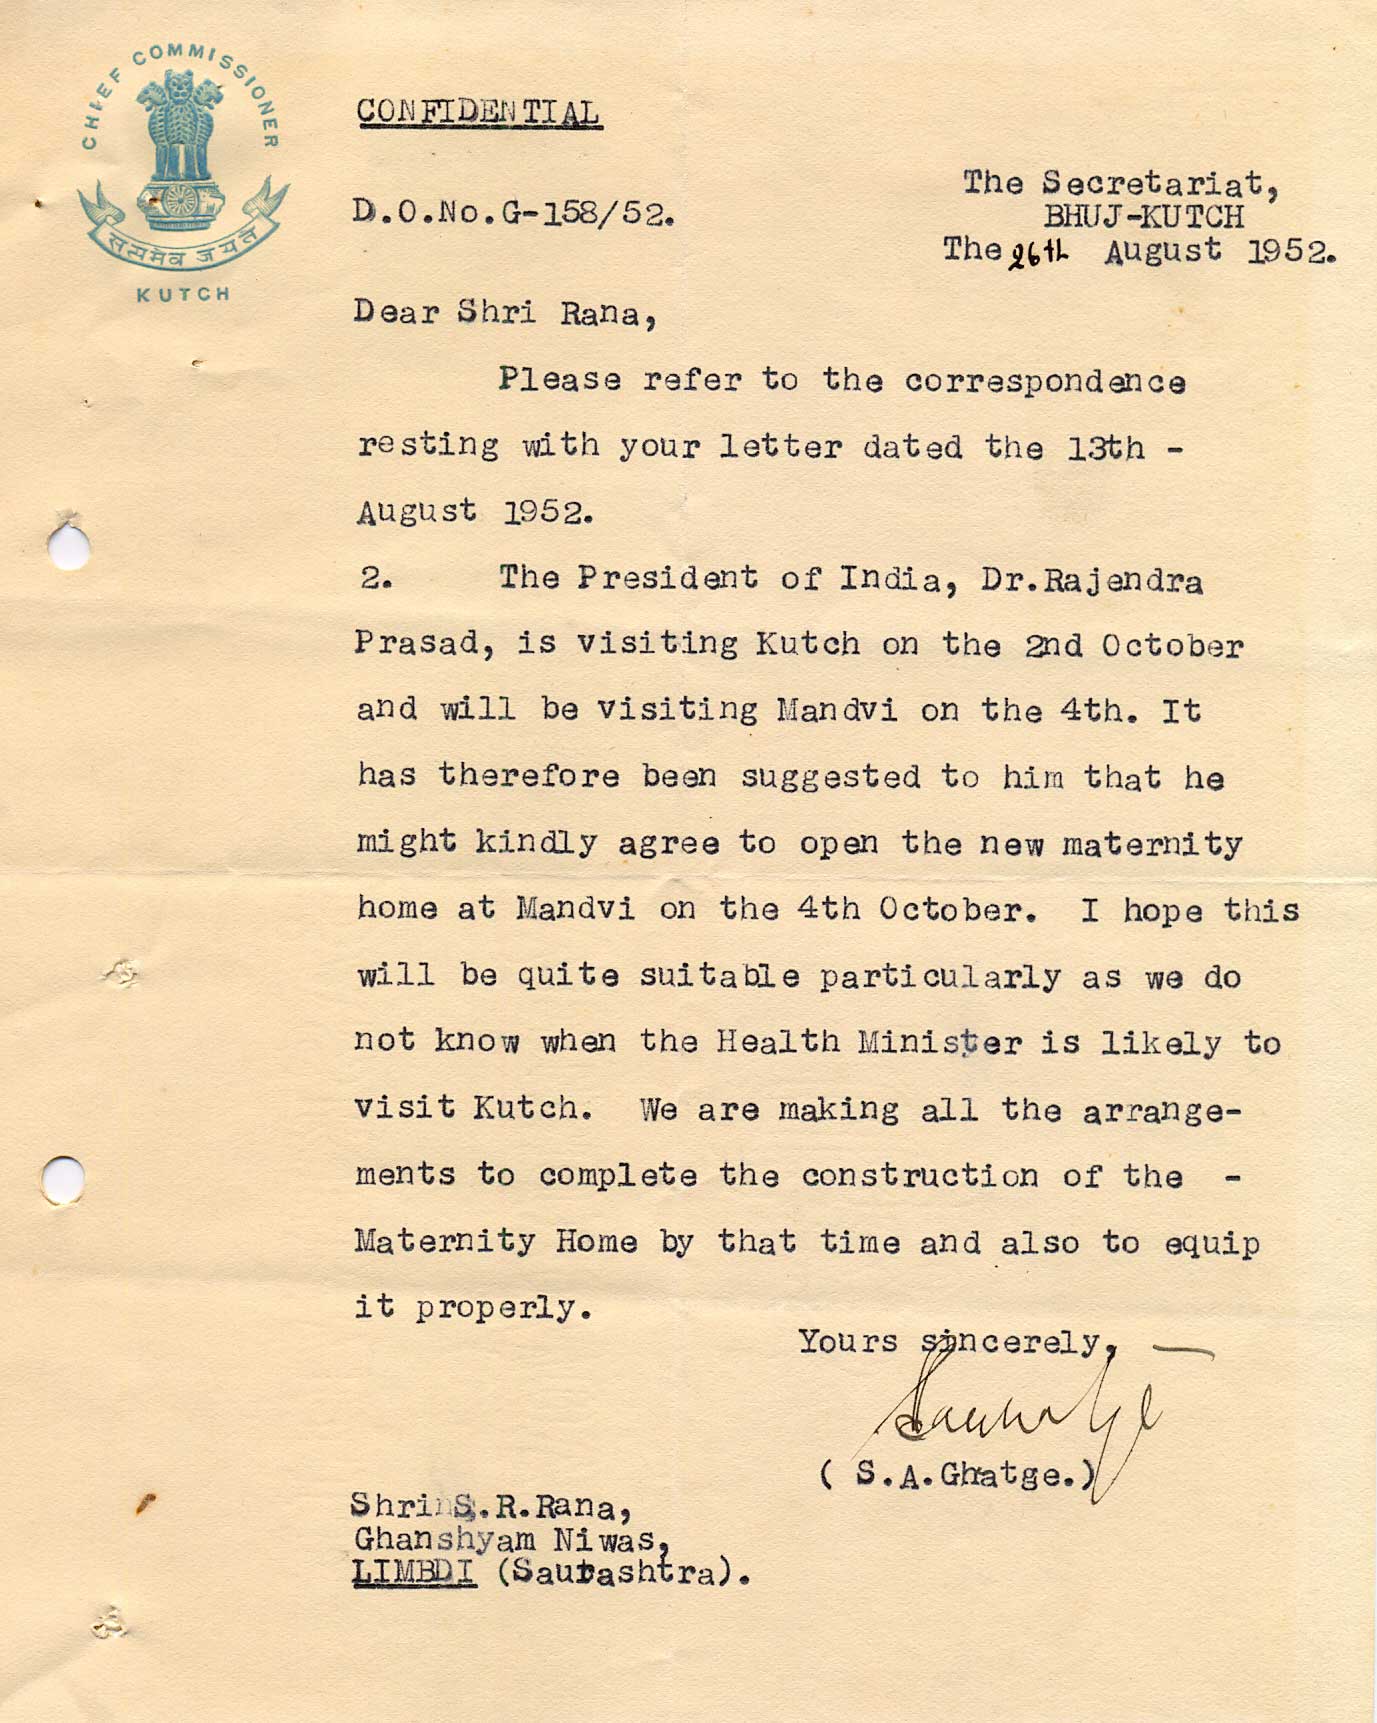 CHIEF COMMISSIONER
सत्यमेव जयते
KUTCH
CONFIDENTIAL
D.O.No.G-158/52.
The Secretariat,
BHUJ-KUTCH
The 26th August 1952.
Dear Shri Rana,
Please refer to the correspondence
resting with your letter dated the 13th -
August 1952.
2. The President of India, Dr.Rajendra
Prasad, is visiting Kutch on the 2nd October
and will be visiting Mandvi on the 4th. It
has therefore been suggested to him that he
might kindly agree to open the new maternity
home at Mandvi on the 4th October. I hope this
will be quite suitable particularly as we do
not know when the Health Minister is likely to
visit Kutch. We are making all the arrange-
ments to complete the construction of the -
Maternity Home by that time and also to equip
it properly.
Yours sincerely,
( S.A.Ghatge.)
Shri S.R.Rana,
Ghanshyam Niwas,
LIMBDI (Saurashtra).